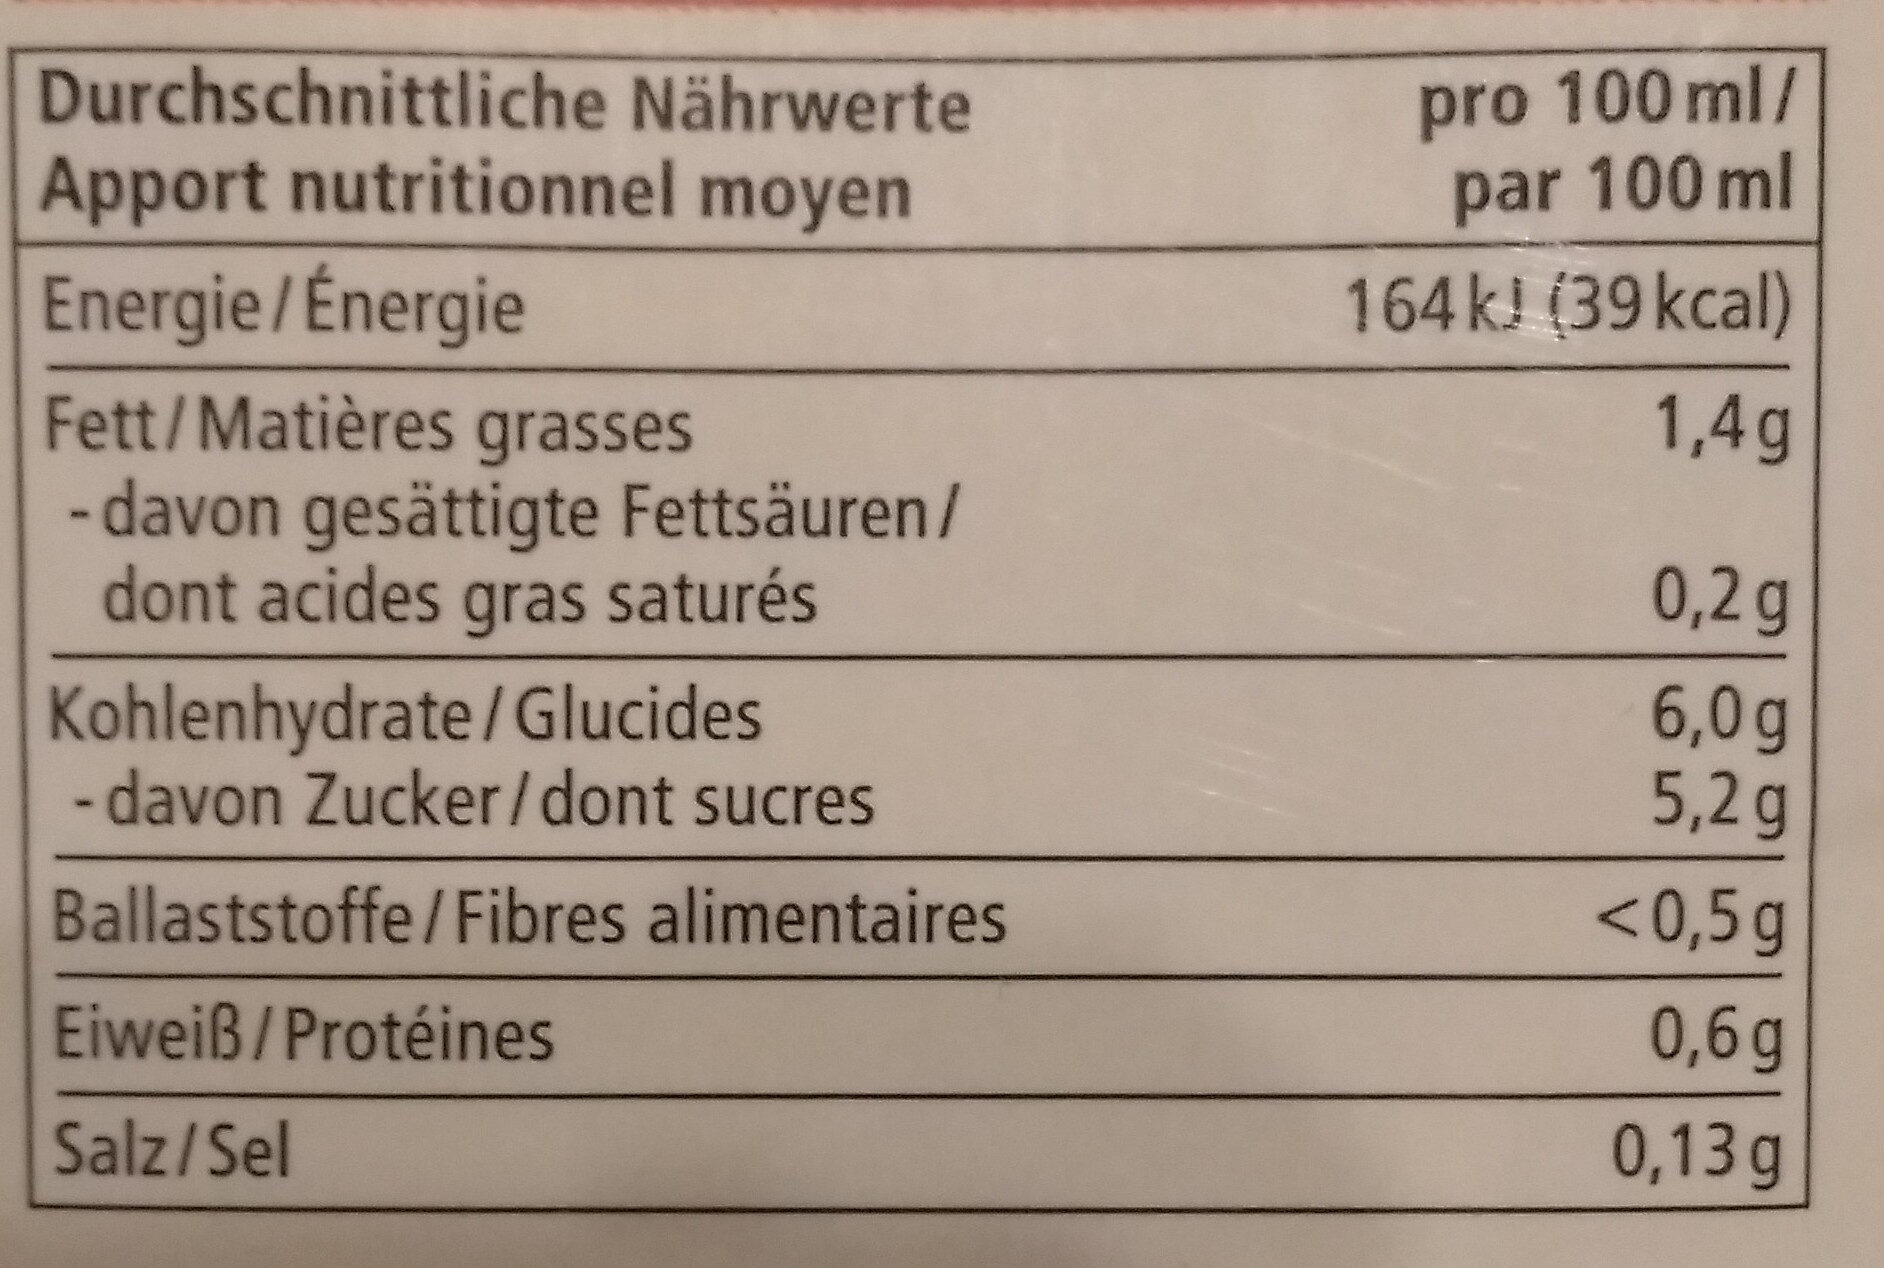 Durchschnittliche Nährwerte pro 100 ml/
Apport nutritionnel moyen par 100 ml
Energie/Énergie 164 kJ (39 kcal)
Fett/Matières grasses 1,4 g
- davon gesättigte Fettsäuren/
dont acides gras saturés 0,2 g
Kohlenhydrate/Glucides 6,0 g
- davon Zucker/dont sucres 5,2 g
Ballaststoffe/Fibres alimentaires <0,5 g
Eiweiß/Protéines 0,6 g
Salz/Sel 0,13 g